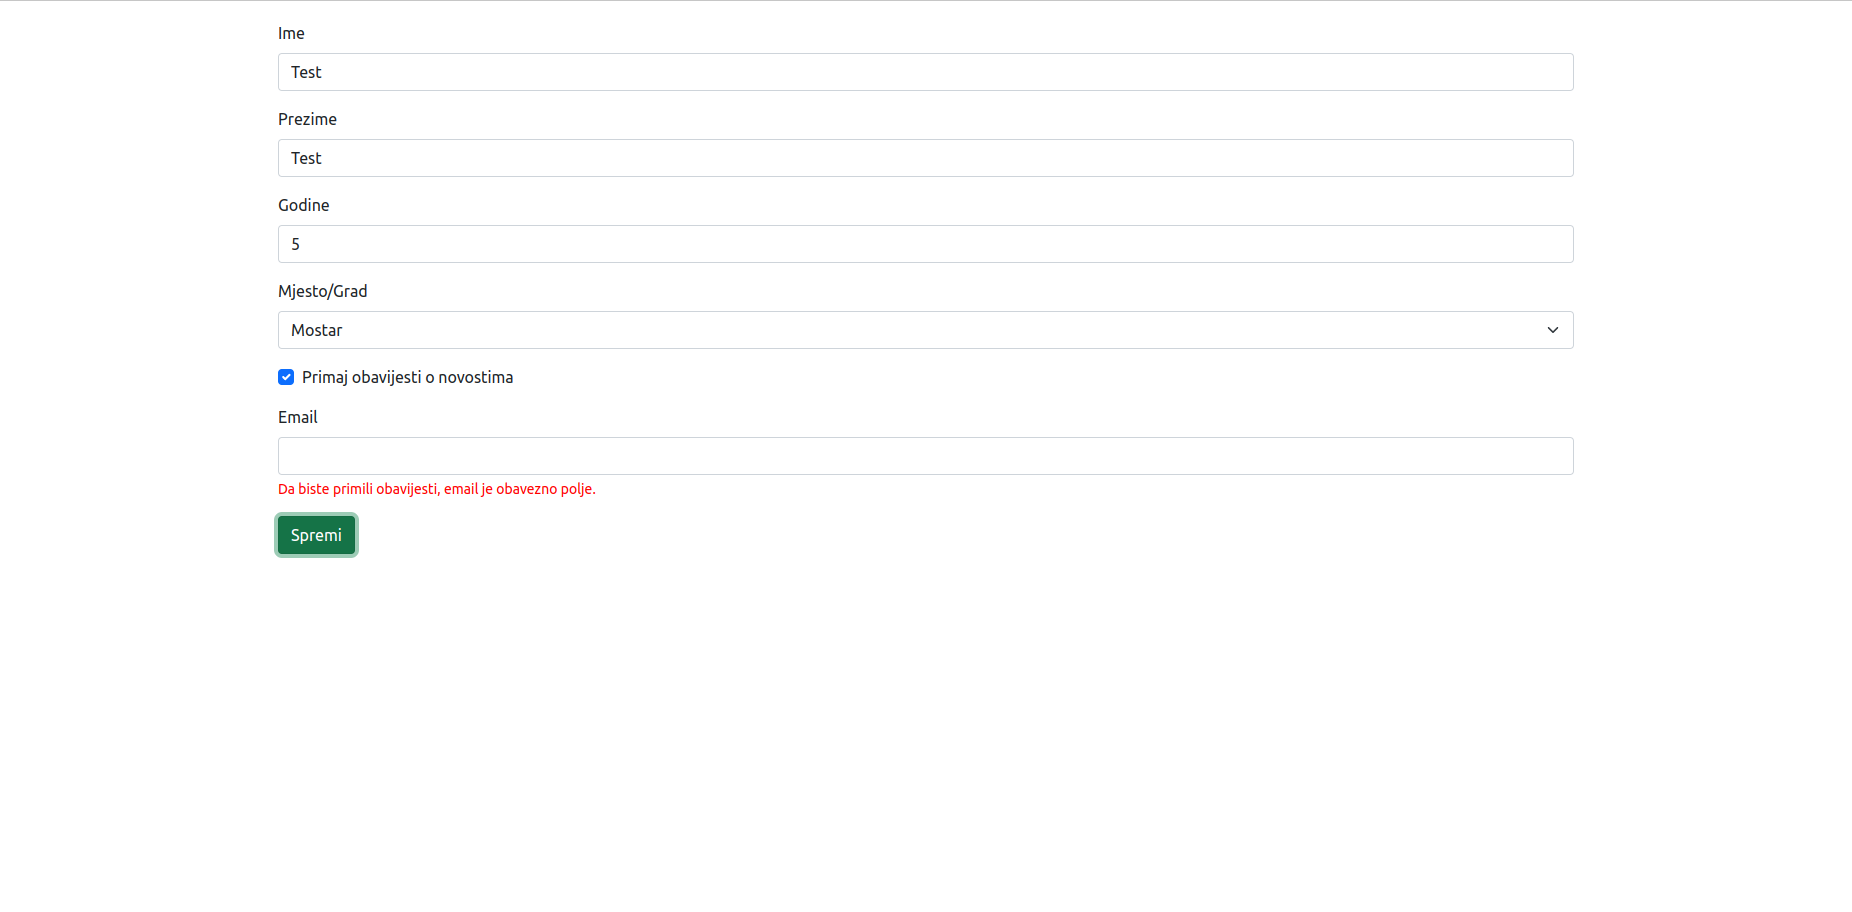 Ime
Test
Prezime
Test
Godine
5
Mjesto/Grad
Mostar
Primaj obavijesti o novostima
Email
Da biste primili obavijesti, email je obavezno polje.
Spremi